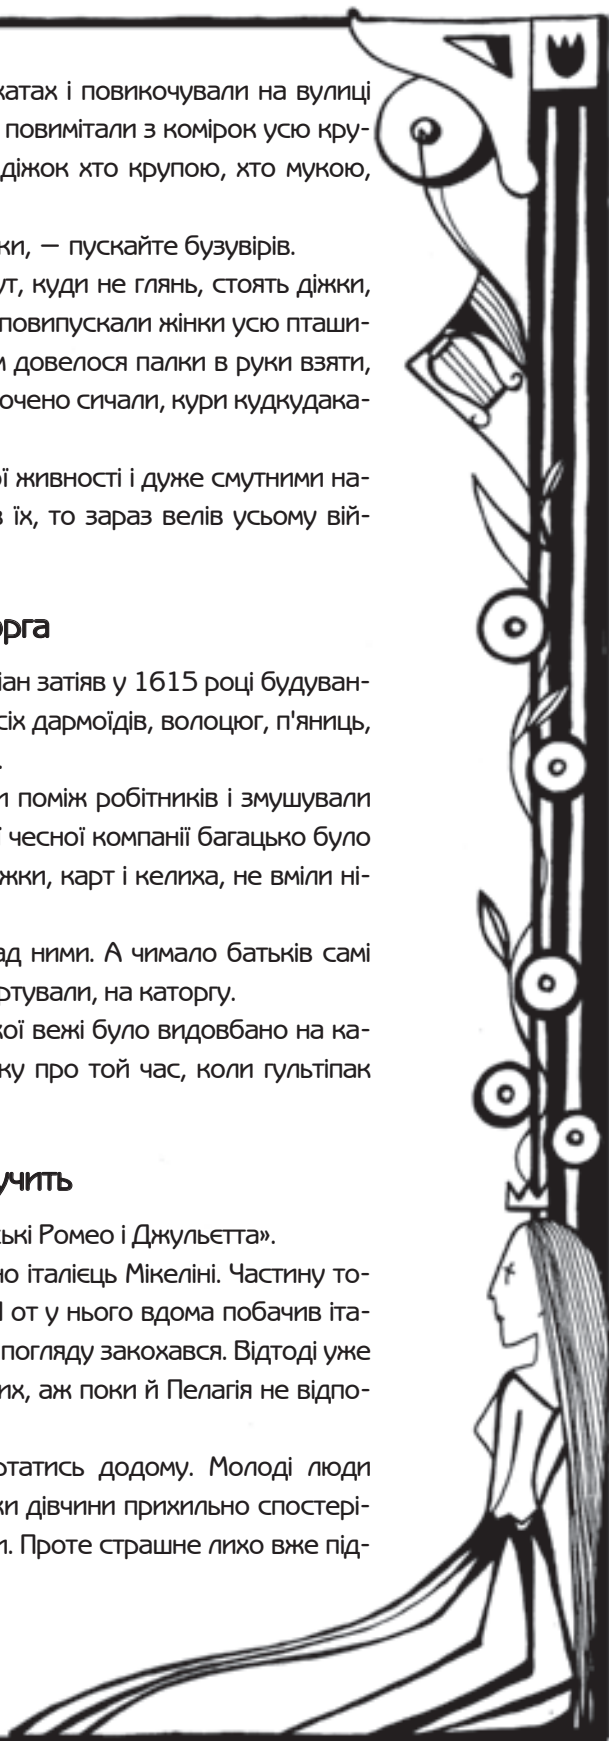 хатах і повикочували на вулиці
повимітали з комірок усю кру-
діжок хто крупою, хто мукою,
ки, — пускайте бузувірів.
ут, куди не глянь, стоять діжки,
повипускали жінки усю пташи-
м довелося палки в руки взяти,
очено сичали, кури кудкудака-
ї живності і дуже смутними на-
в їх, то зараз велів усьому вій-
орга
іан затіяв у 1615 році будуван-
сіх дармоїдів, волоцюг, п'яниць,
.
и поміж робітників і змушували
ї чесної компанії багацько було
жки, карт і келиха, не вміли ні-
ад ними. А чимало батьків самі
ртували, на каторгу.
кої вежі було видовбано на ка-
ку про той час, коли гультіпак
учить
ські Ромео і Джульєтта».
но італієць Мікеліні. Частину то-
І от у нього вдома побачив іта-
погляду закохався. Відтоді уже
их, аж поки й Пелагія не відпо-
ртатись додому. Молоді люди
ки дівчини прихильно спостері-
и. Проте страшне лихо вже під-